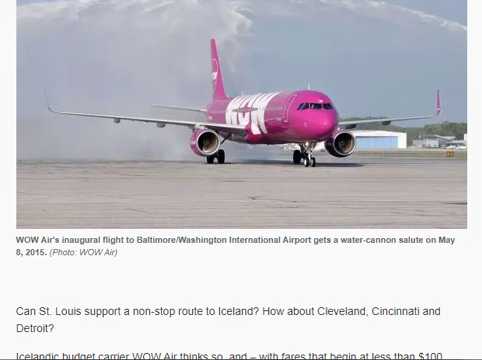 WOW
WOW Air's inaugural flight to Baltimore/Washington International Airport gets a water-cannon salute on May
8, 2015. (Photo: WOW Air)
Can St. Louis support a non-stop route to Iceland? How about Cleveland, Cincinnati and
Detroit?
Icelandic budget carrier WOW Air thinks so, and – with fares that begin at less than $100